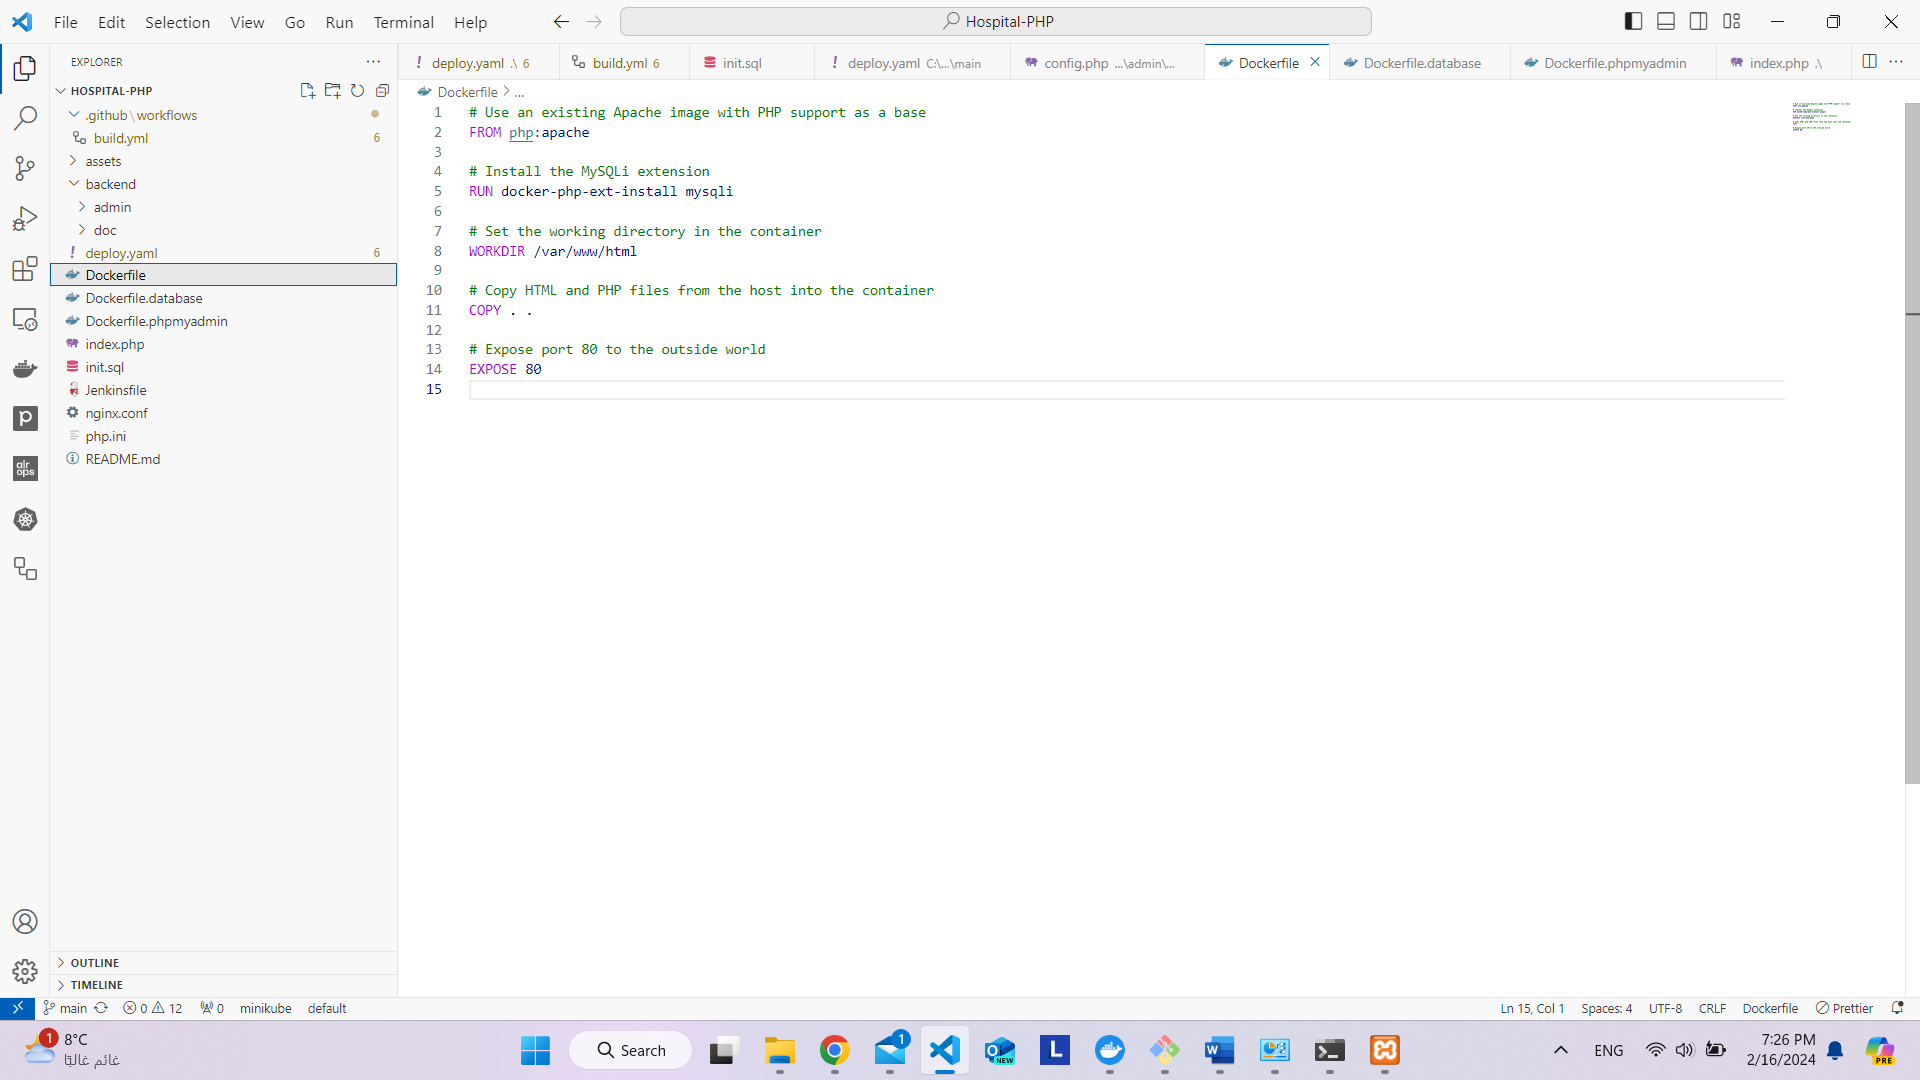 File Edit Selection View Go Run Terminal Help
Hospital-PHP
EXPLORER
HOSPITAL-PHP
.github\workflows
build.yml 6
assets
backend
admin
doc
deploy.yaml 6
Dockerfile
Dockerfile.database
Dockerfile.phpmyadmin
index.php
init.sql
Jenkinsfile
nginx.conf
php.ini
README.md
OUTLINE
TIMELINE
deploy.yaml .\ 6
build.yml 6
init.sql
deploy.yaml C:\...\main
config.php ...\admin\...
Dockerfile
Dockerfile.database
Dockerfile.phpmyadmin
index.php .\
Dockerfile > ...
1 # Use an existing Apache image with PHP support as a base
2 FROM php:apache
3
4 # Install the MySQLi extension
5 RUN docker-php-ext-install mysqli
6
7 # Set the working directory in the container
8 WORKDIR /var/www/html
9
10 # Copy HTML and PHP files from the host into the container
11 COPY . .
12
13 # Expose port 80 to the outside world
14 EXPOSE 80
15
main 0 12 0 minikube default
Ln 15, Col 1 Spaces: 4 UTF-8 CRLF Dockerfile Prettier
1 8°C
غائم غالبًا
Search
1
NEW
L
ENG
7:26 PM
2/16/2024
PRE